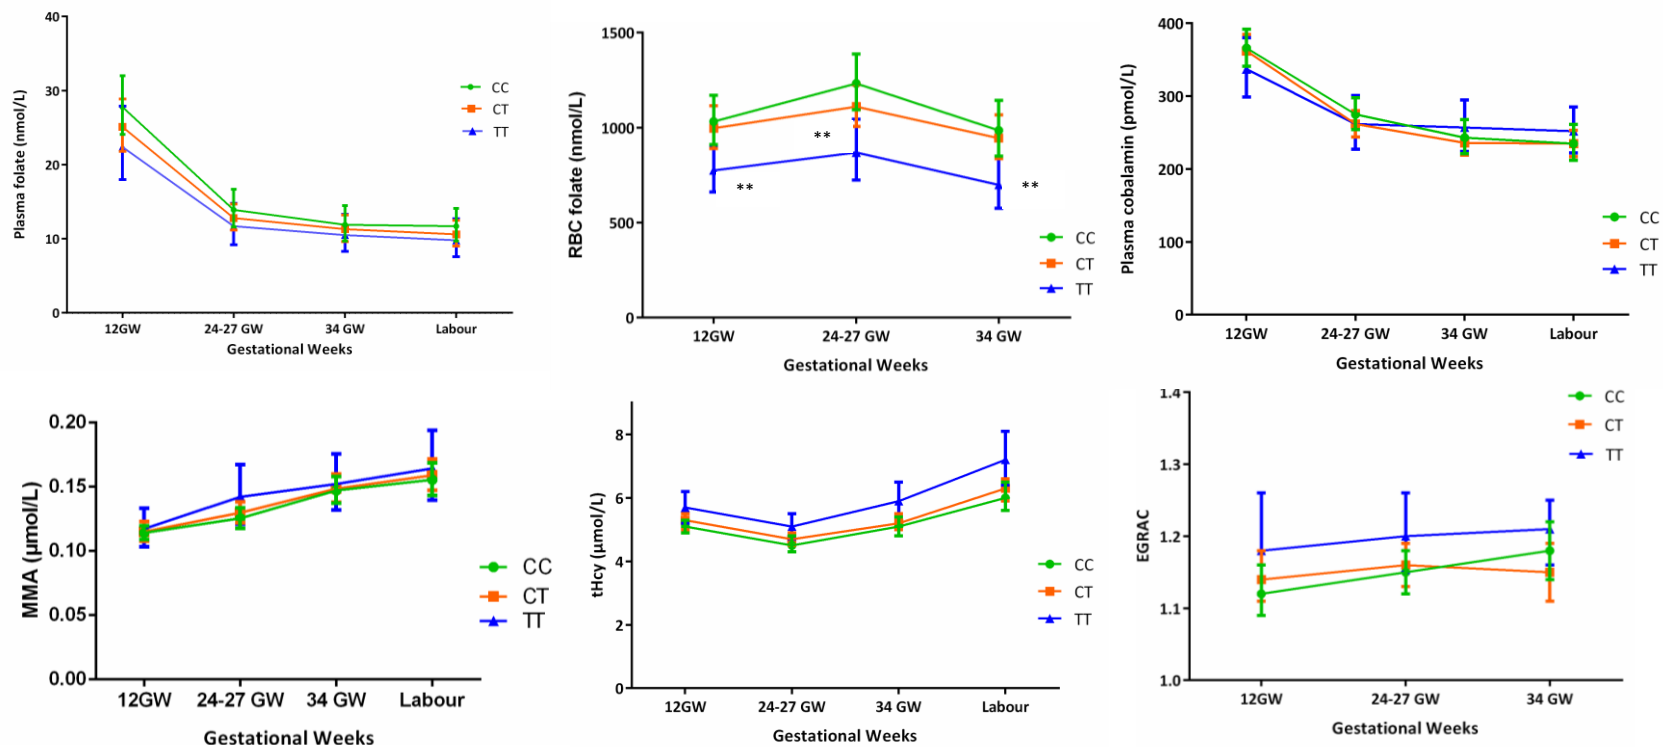 Plasma folate (nmol/L)
40
30
20
10
0
CC
CT
TT
12GW 24-27 GW 34 GW Labour
Gestational Weeks
RBC folate (nmol/L)
1500
1000
500
0
**
**
**
CC
CT
TT
12GW 24-27 GW 34 GW
Gestational Weeks
Plasma cobalamin (pmol/L)
400
300
200
100
0
CC
CT
TT
12GW 24-27 GW 34 GW Labour
Gestational Weeks
MMA (µmol/L)
0.20
0.15
0.10
0.05
0.00
CC
CT
TT
12GW 24-27 GW 34 GW Labour
Gestational Weeks
tHcy (µmol/L)
8
6
4
2
0
CC
CT
TT
12GW 24-27 GW 34 GW Labour
Gestational Weeks
EGRAC
1.4
1.3
1.2
1.1
1.0
CC
CT
TT
12GW 24-27 GW 34 GW
Gestational Weeks